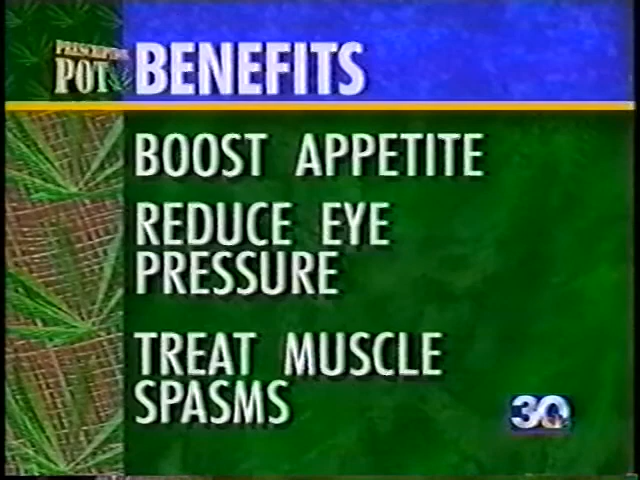 PRESCRIPTION
POT
BENEFITS
BOOST APPETITE
REDUCE EYE
PRESSURE
TREAT MUSCLE
SPASMS
30